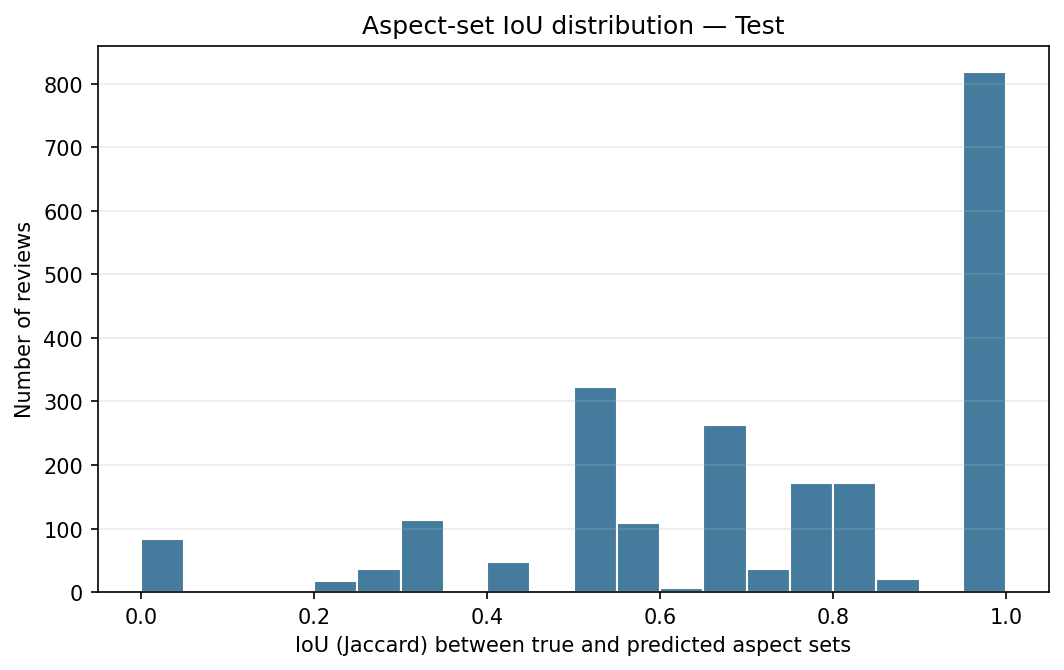 Aspect-set IoU distribution — Test
Number of reviews
800
700
600
500
400
300
200
100
0
0.0 0.2 0.4 0.6 0.8 1.0
IoU (Jaccard) between true and predicted aspect sets